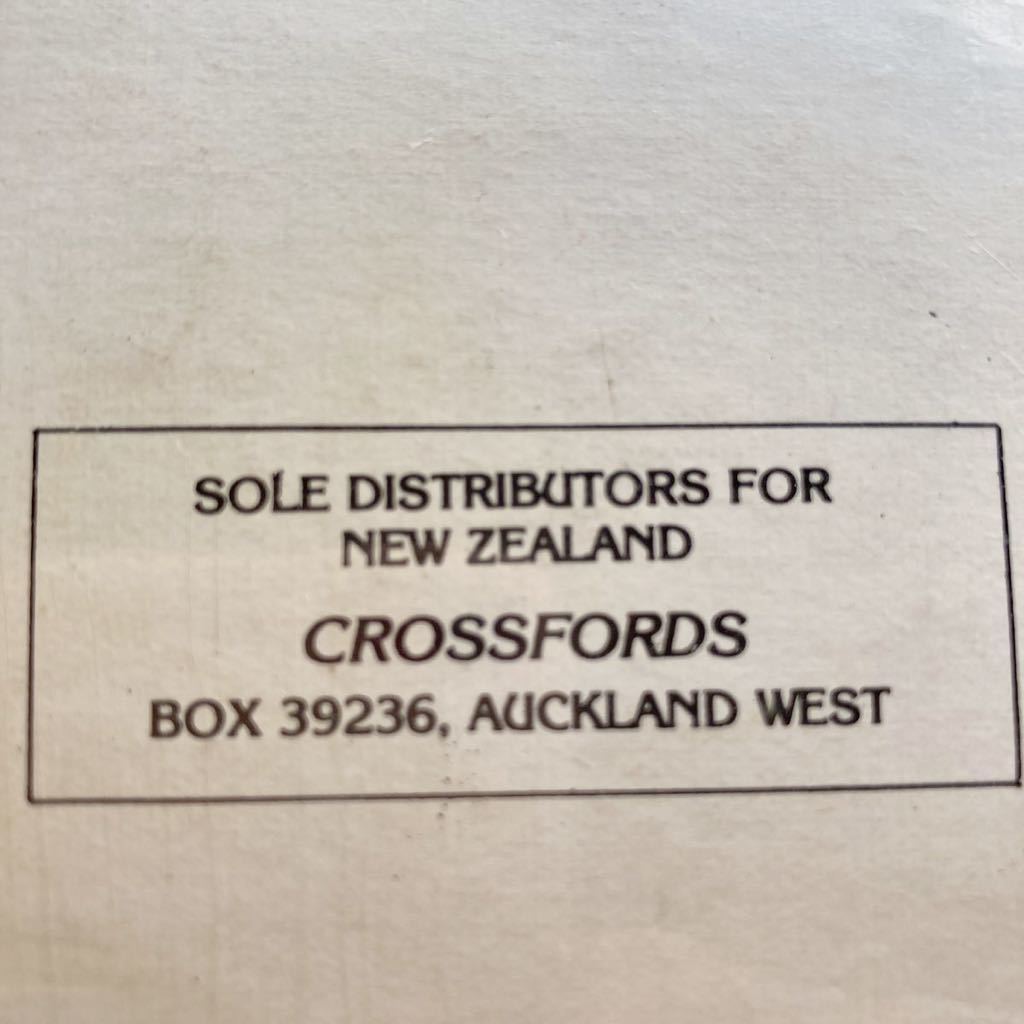 SOLE DISTRIBUTORS FOR
NEW ZEALAND
CROSSFORDS
BOX 39236, AUCKLAND WEST